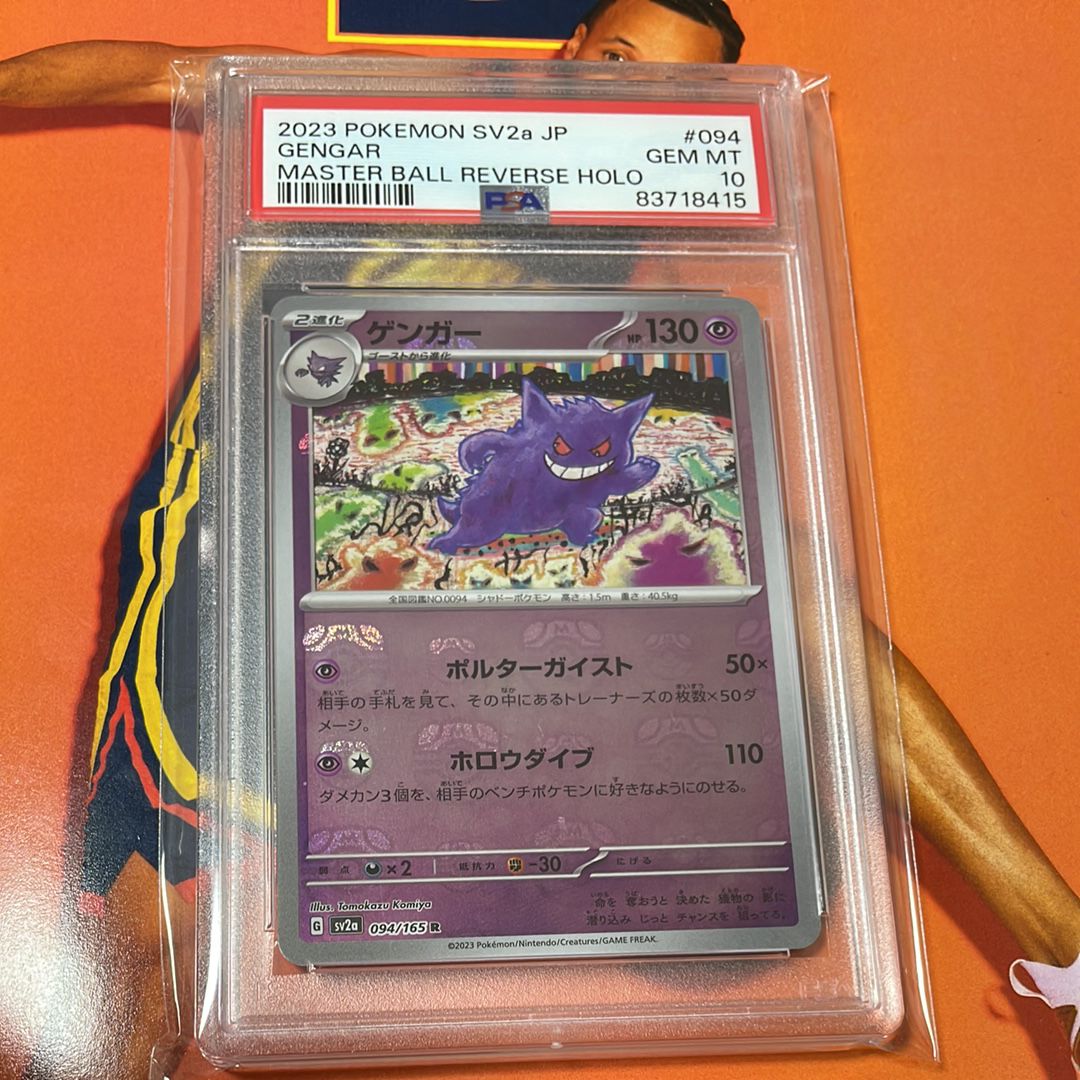 2023 POKEMON SV2a JP #094
GENGAR GEM MT
MASTER BALL REVERSE HOLO 10
83718415
PSA
2進化 ゲンガー HP 130
ゴーストから進化
全国図鑑NO.0094 シャドーポケモン 高さ:1.5m 重さ:40.5kg
ポルターガイスト 50×
相手の手札を見て、その中にあるトレーナーズの枚数×50ダ
メージ。
ホロウダイブ 110
ダメカン3個を、相手のベンチポケモンに好きなようにのせる。
弱点 ×2 抵抗力 -30 にげる
Illus. Tomokazu Komiya
命を奪おうと決めた獲物の影に
潜り込みじっとチャンスを狙ってる。
G sv2a 094/165 R
©2023 Pokémon/Nintendo/Creatures/GAME FREAK.